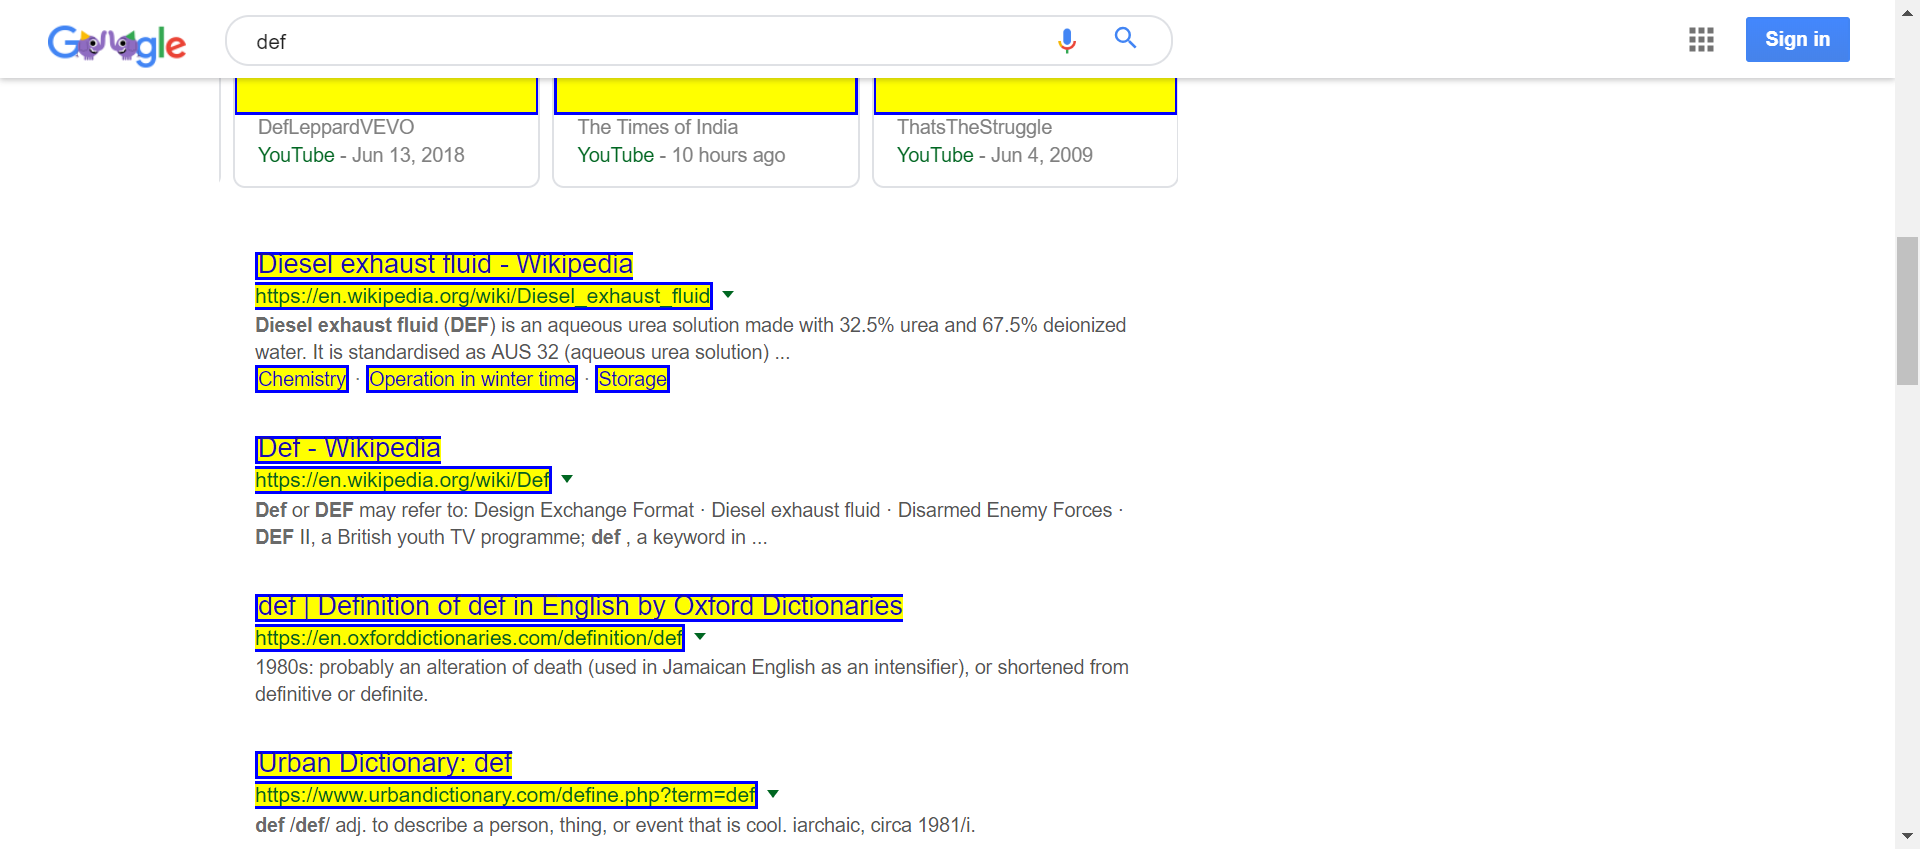 Google
def
Sign in
DefLeppardVEVO
YouTube - Jun 13, 2018
The Times of India
YouTube - 10 hours ago
ThatsTheStruggle
YouTube - Jun 4, 2009
Diesel exhaust fluid - Wikipedia
https://en.wikipedia.org/wiki/Diesel_exhaust_fluid
Diesel exhaust fluid (DEF) is an aqueous urea solution made with 32.5% urea and 67.5% deionized
water. It is standardised as AUS 32 (aqueous urea solution) ...
Chemistry · Operation in winter time · Storage
Def - Wikipedia
https://en.wikipedia.org/wiki/Def
Def or DEF may refer to: Design Exchange Format · Diesel exhaust fluid · Disarmed Enemy Forces ·
DEF II, a British youth TV programme; def , a keyword in ...
def | Definition of def in English by Oxford Dictionaries
https://en.oxforddictionaries.com/definition/def
1980s: probably an alteration of death (used in Jamaican English as an intensifier), or shortened from
definitive or definite.
Urban Dictionary: def
https://www.urbandictionary.com/define.php?term=def
def /def/ adj. to describe a person, thing, or event that is cool. iarchaic, circa 1981/i.